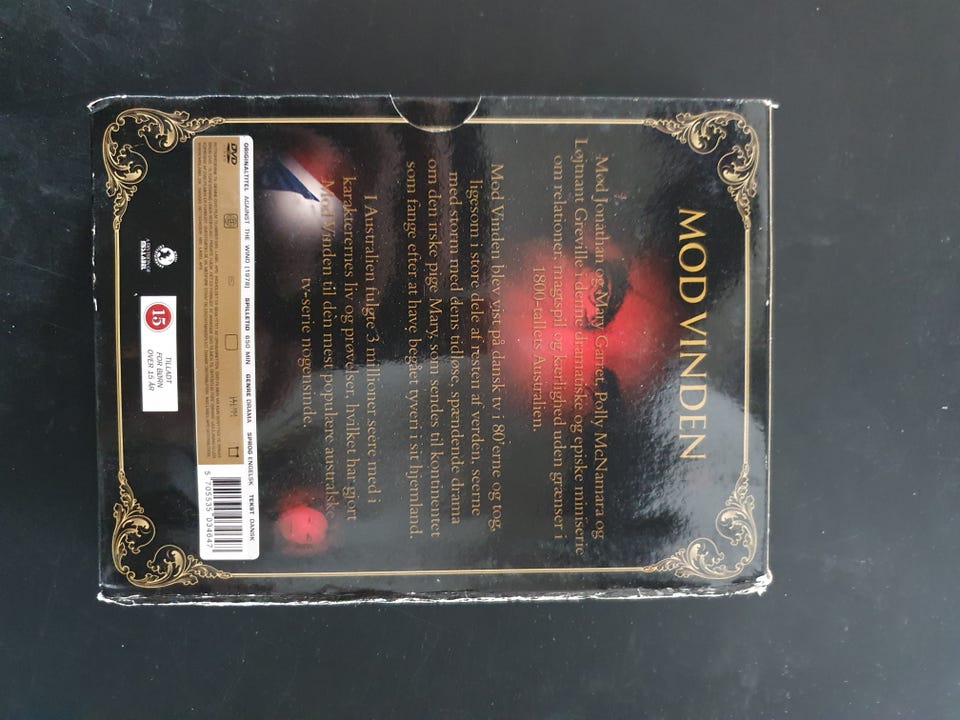 MOD VINDEN
Mød Jonathan og Mary Garret, Polly McNamara og
Løjtnant Greville i denne dramatiske og episke miniserie
om relationer, magtspil og kærlighed uden grænser i
1800-tallets Australien.
Mod Vinden blev vist på dansk tv i 80'erne og tog,
ligesom i store dele af resten af verden, seerne
med storm med dens tidløse, spændende drama
om den irske pige Mary, som sendes til kontinentet
som fange efter at have begået tyveri i sit hjemland.
I Australien fulgte 3 millioner seere med i
karakterernes liv og prøvelser, hvilket har gjort
Mod Vinden til den mest populære australske
tv-serie nogensinde.
ORIGINALTITEL AGAINST THE WIND (1978) SPILLETID 650 MIN GENRE DRAMA SPROG ENGELSK TEKST DANSK
DVD
5 705535 034647
15
TILLADT
FOR BØRN
OVER 15 ÅR